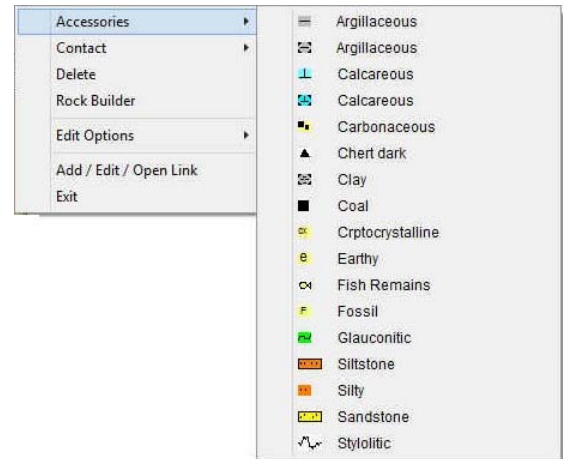 Accessories
Contact
Delete
Rock Builder
Edit Options
Add / Edit / Open Link
Exit
Argillaceous
Argillaceous
Calcareous
Calcareous
Carbonaceous
Chert dark
Clay
Coal
Crptocrystalline
e Earthy
Fish Remains
F Fossil
Glauconitic
Siltstone
Silty
Sandstone
Stylolitic